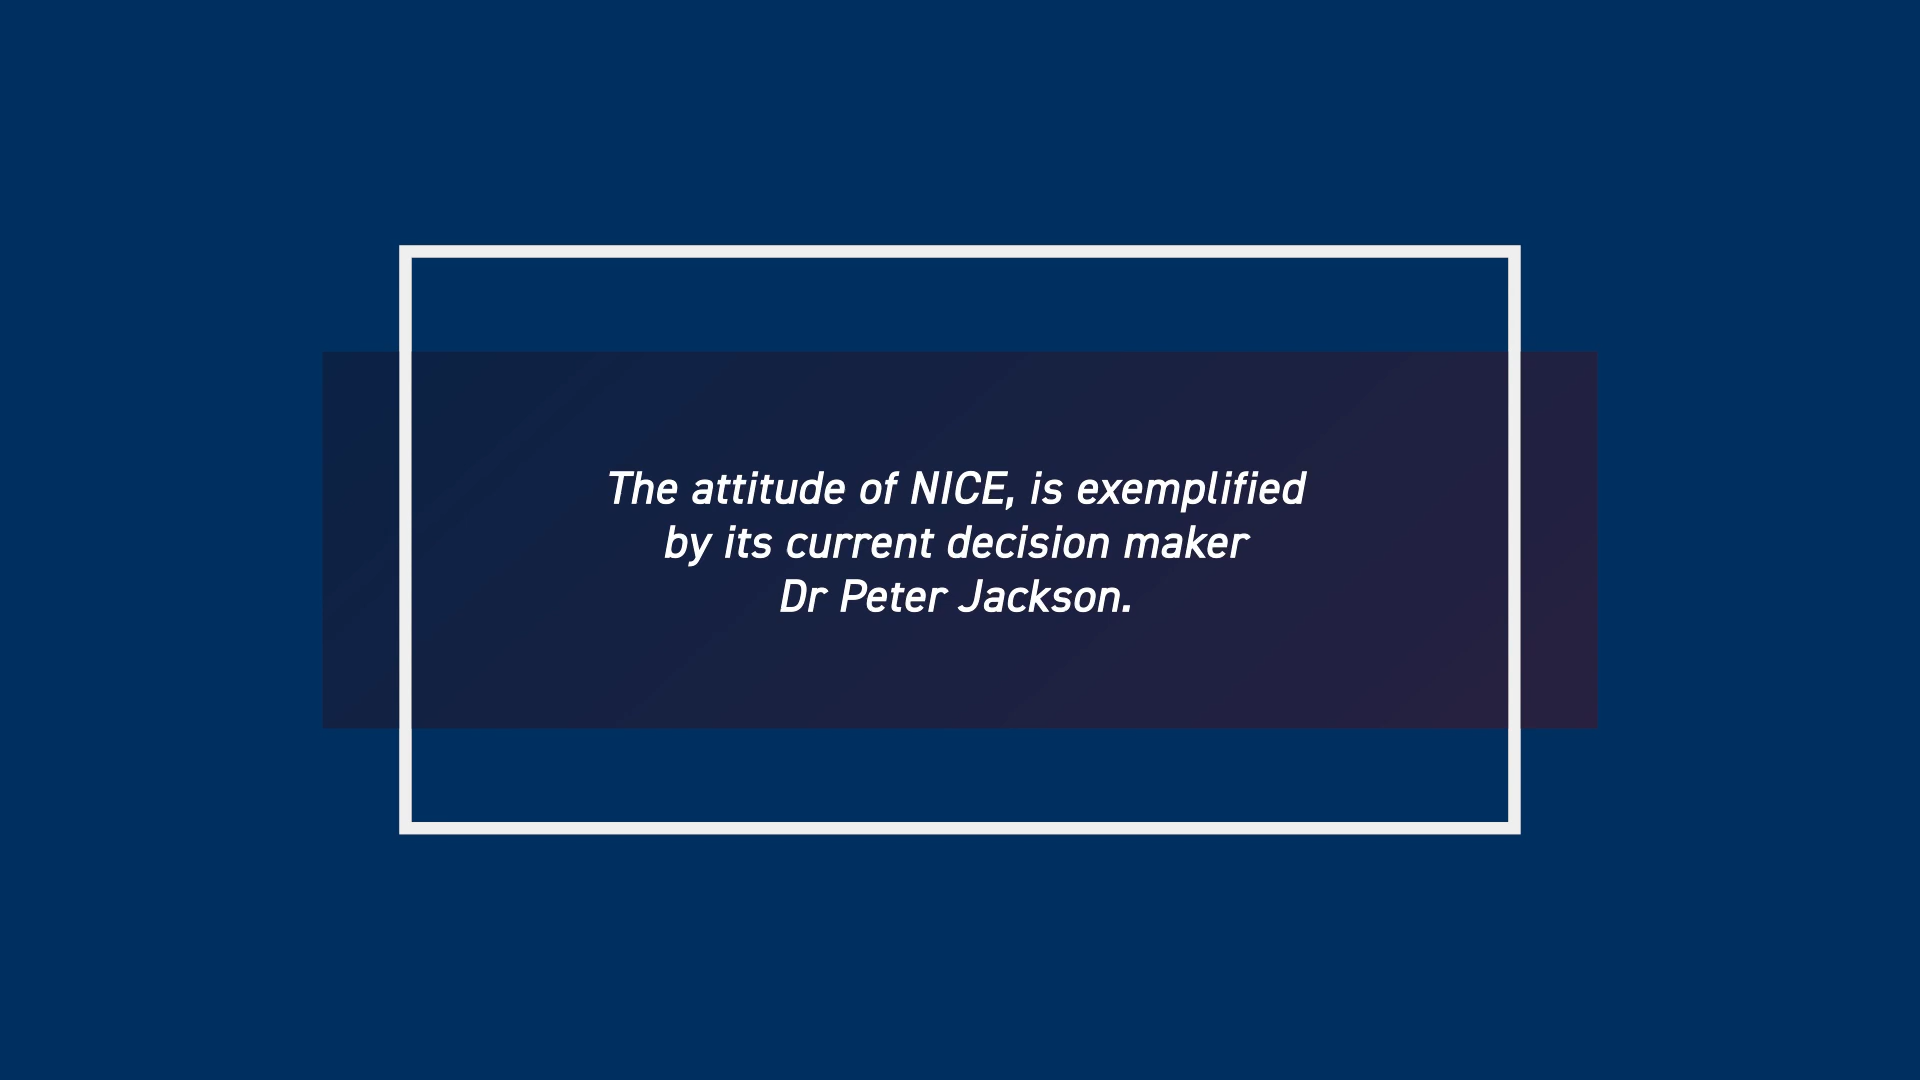 The attitude of NICE, is exemplified
by its current decision maker
Dr Peter Jackson.